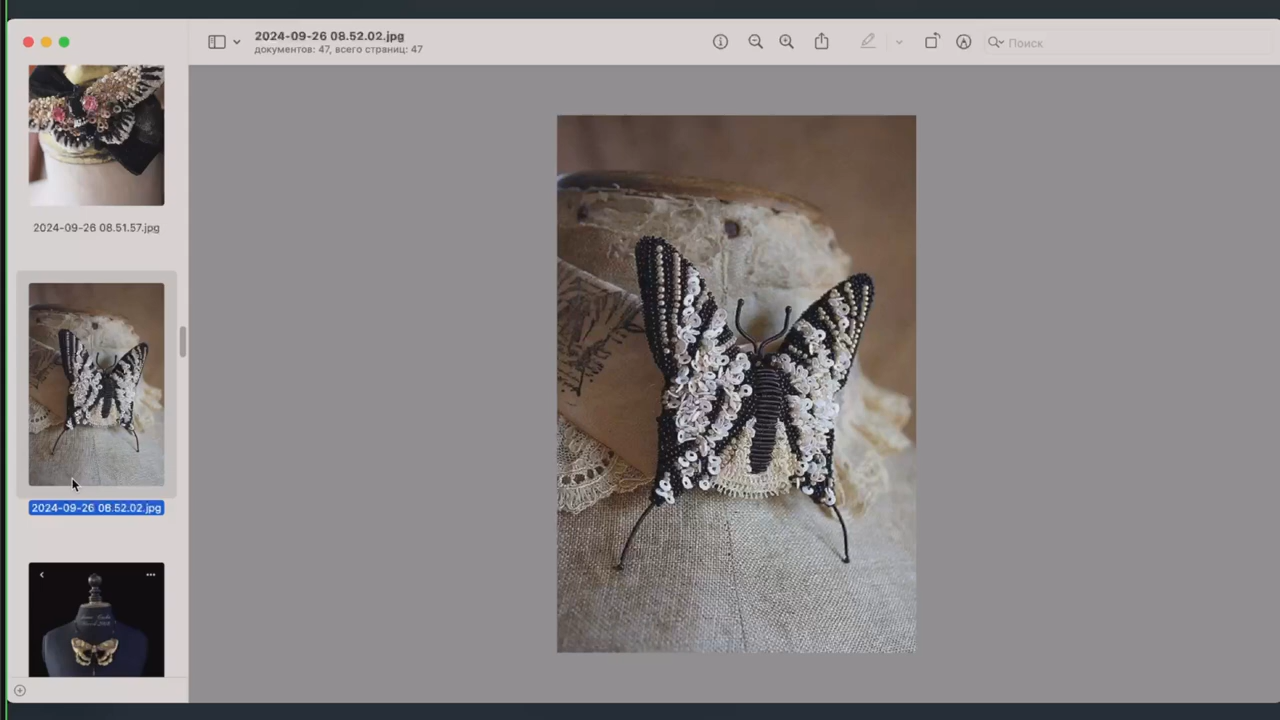 2024-09-26 08.52.02.jpg
документов: 47, всего страниц: 47
Поиск
2024-09-26 08.51.57.jpg
2024-09-26 08.52.02.jpg